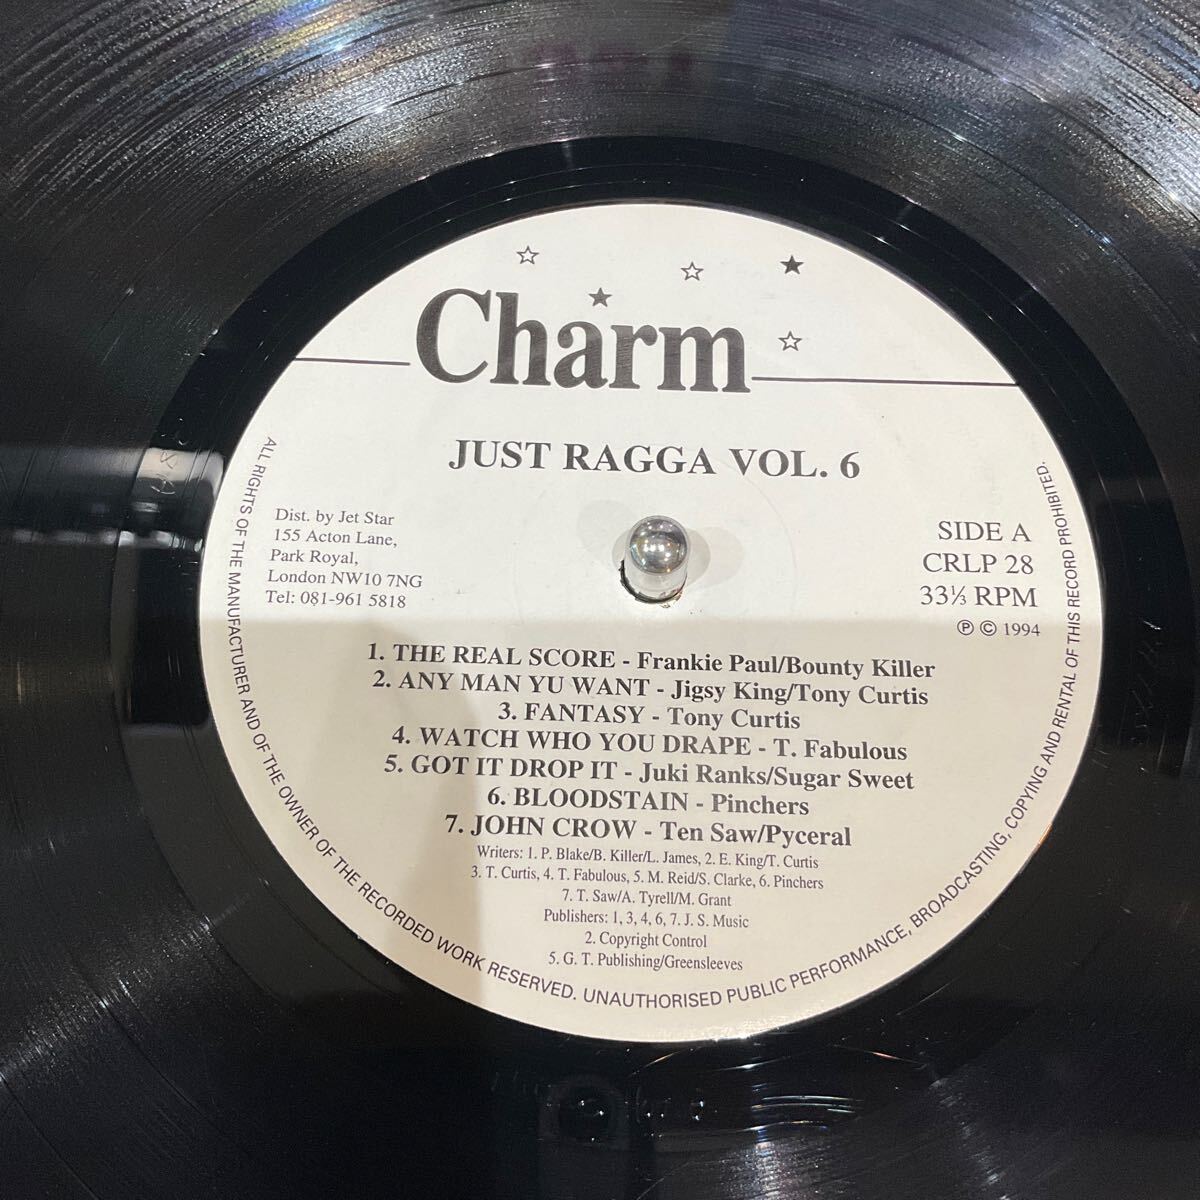 Charm
JUST RAGGA VOL. 6
Dist. by Jet Star
155 Acton Lane,
Park Royal,
London NW10 7NG
Tel: 081-961 5818
SIDE A
CRLP 28
33⅓ RPM
Ⓟ © 1994
1. THE REAL SCORE - Frankie Paul/Bounty Killer
2. ANY MAN YU WANT - Jigsy King/Tony Curtis
3. FANTASY - Tony Curtis
4. WATCH WHO YOU DRAPE - T. Fabulous
5. GOT IT DROP IT - Juki Ranks/Sugar Sweet
6. BLOODSTAIN - Pinchers
7. JOHN CROW - Ten Saw/Pyceral
Writers: 1. P. Blake/B. Killer/L. James, 2. E. King/T. Curtis
3. T. Curtis, 4. T. Fabulous, 5. M. Reid/S. Clarke, 6. Pinchers
7. T. Saw/A. Tyrell/M. Grant
Publishers: 1, 3, 4, 6, 7. J. S. Music
2. Copyright Control
5. G. T. Publishing/Greensleeves
ALL RIGHTS OF THE MANUFACTURER AND OF THE OWNER OF THE RECORDED WORK RESERVED. UNAUTHORISED PUBLIC PERFORMANCE, BROADCASTING, COPYING AND RENTAL OF THIS RECORD PROHIBITED.